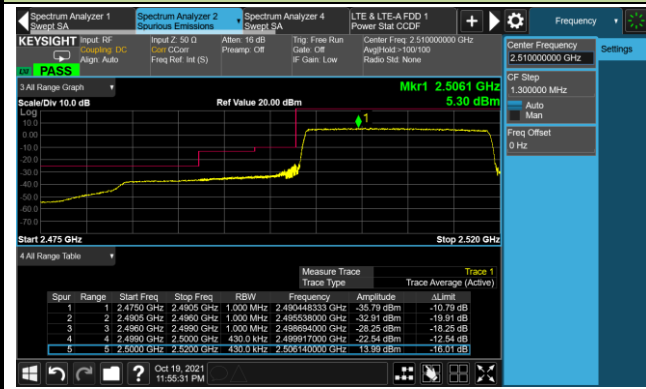 Spectrum Analyzer 1
Swept SA
Spectrum Analyzer 2
Spurious Emissions
Spectrum Analyzer 4
Swept SA
LTE & LTE-A FDD 1
Power Stat CCDF
Frequency
KEYSIGHT
Input: RF
Coupling: DC
Align: Auto
Input Z: 50 Ω
Corr CCorr
Freq Ref: Int (S)
Atten: 16 dB
Preamp: Off
Trig: Free Run
Gate: Off
IF Gain: Low
Center Freq: 2.510000000 GHz
Avg|Hold:>100/100
Radio Std: None
PASS
3 All Range Graph
Mkr1 2.5061 GHz
5.30 dBm
Scale/Div 10.0 dB
Ref Value 20.00 dBm
Log
10.0
0.00
-10.0
-20.0
-30.0
-40.0
-50.0
-60.0
-70.0
1
Start 2.475 GHz
Stop 2.520 GHz
4 All Range Table
Measure Trace Trace 1
Trace Type Trace Average (Active)
Spur Range Start Freq Stop Freq RBW Frequency Amplitude ΔLimit
1 1 2.4750 GHz 2.4905 GHz 1.000 MHz 2.490448333 GHz -35.79 dBm -10.79 dB
2 2 2.4905 GHz 2.4960 GHz 1.000 MHz 2.495538000 GHz -32.91 dBm -19.91 dB
3 3 2.4960 GHz 2.4990 GHz 1.000 MHz 2.498694000 GHz -28.25 dBm -18.25 dB
4 4 2.4990 GHz 2.5000 GHz 430.0 kHz 2.499917000 GHz -22.54 dBm -12.54 dB
5 5 2.5000 GHz 2.5200 GHz 430.0 kHz 2.506140000 GHz 13.99 dBm -16.01 dB
Oct 19, 2021
11:55:31 PM
Center Frequency
2.510000000 GHz
CF Step
1.300000 MHz
Auto
Man
Freq Offset
0 Hz
Settings